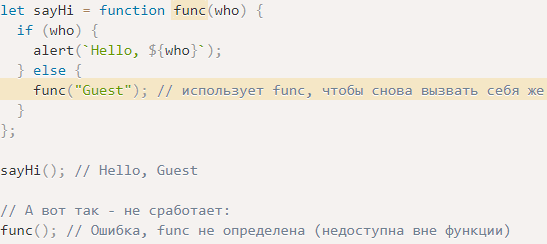 let sayHi = function func(who) {
  if (who) {
    alert(`Hello, ${who}`);
  } else {
    func("Guest"); // использует func, чтобы снова вызвать себя же
  }
};
sayHi(); // Hello, Guest
// А вот так - не сработает:
func(); // Ошибка, func не определена (недоступна вне функции)